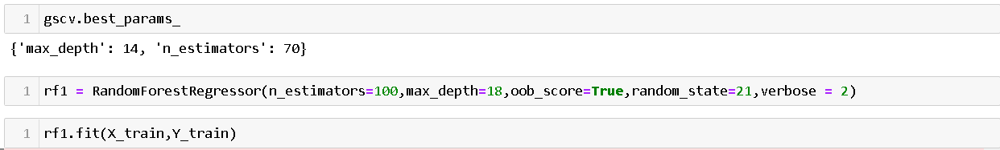 1 gscv.best_params_
{'max_depth': 14, 'n_estimators': 70}
1 rf1 = RandomForestRegressor(n_estimators=100,max_depth=18,oob_score=True,random_state=21,verbose = 2)
1 rf1.fit(X_train,Y_train)